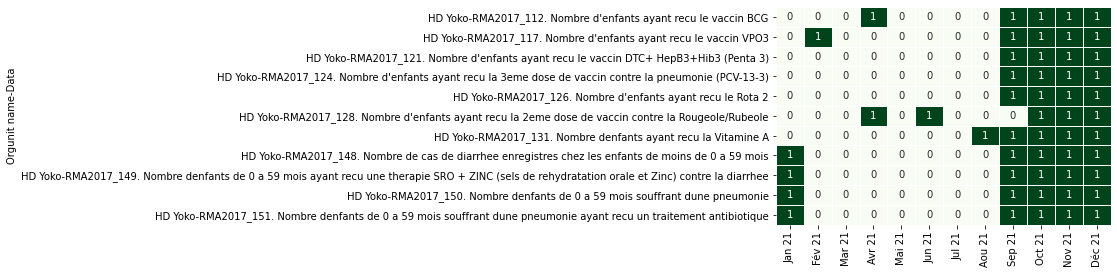 HD Yoko-RMA2017_112. Nombre d'enfants ayant recu le vaccin BCG 0 0 0 1 0 0 0 0 1 1 1 1
HD Yoko-RMA2017_117. Nombre d'enfants ayant recu le vaccin VPO3 0 1 0 0 0 0 0 0 1 1 1 1
HD Yoko-RMA2017_121. Nombre d'enfants ayant recu le vaccin DTC+ HepB3+Hib3 (Penta 3) 0 0 0 0 0 0 0 0 1 1 1 1
HD Yoko-RMA2017_124. Nombre d'enfants ayant recu la 3eme dose de vaccin contre la pneumonie (PCV-13-3) 0 0 0 0 0 0 0 0 1 1 1 1
HD Yoko-RMA2017_126. Nombre d'enfants ayant recu le Rota 2 0 0 0 0 0 0 0 0 1 1 1 1
HD Yoko-RMA2017_128. Nombre d'enfants ayant recu la 2eme dose de vaccin contre la Rougeole/Rubeole 0 0 0 1 0 1 0 0 0 1 1 1
HD Yoko-RMA2017_131. Nombre denfants ayant recu la Vitamine A 0 0 0 0 0 0 0 1 1 1 1 1
HD Yoko-RMA2017_148. Nombre de cas de diarrhee enregistres chez les enfants de moins de 0 a 59 mois 1 0 0 0 0 0 0 0 1 1 1 1
HD Yoko-RMA2017_149. Nombre denfants de 0 a 59 mois ayant recu une therapie SRO + ZINC (sels de rehydratation orale et Zinc) contre la diarrhee 1 0 0 0 0 0 0 0 1 1 1 1
HD Yoko-RMA2017_150. Nombre denfants de 0 a 59 mois souffrant dune pneumonie 1 0 0 0 0 0 0 0 1 1 1 1
HD Yoko-RMA2017_151. Nombre denfants de 0 a 59 mois souffrant dune pneumonie ayant recu un traitement antibiotique 1 0 0 0 0 0 0 0 1 1 1 1
Orgunit name-Data
Jan 21
Fév 21
Mar 21
Avr 21
Mai 21
Jun 21
Jul 21
Aou 21
Sep 21
Oct 21
Nov 21
Déc 21